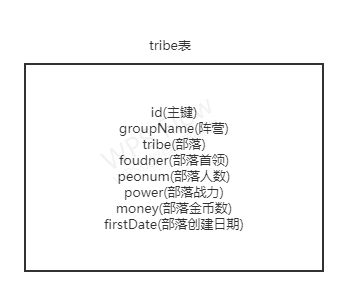 tribe表
id(主键)
groupName(阵营)
tribe(部落)
foudner(部落首领)
peonum(部落人数)
power(部落战力)
money(部落金币数)
firstDate(部落创建日期)